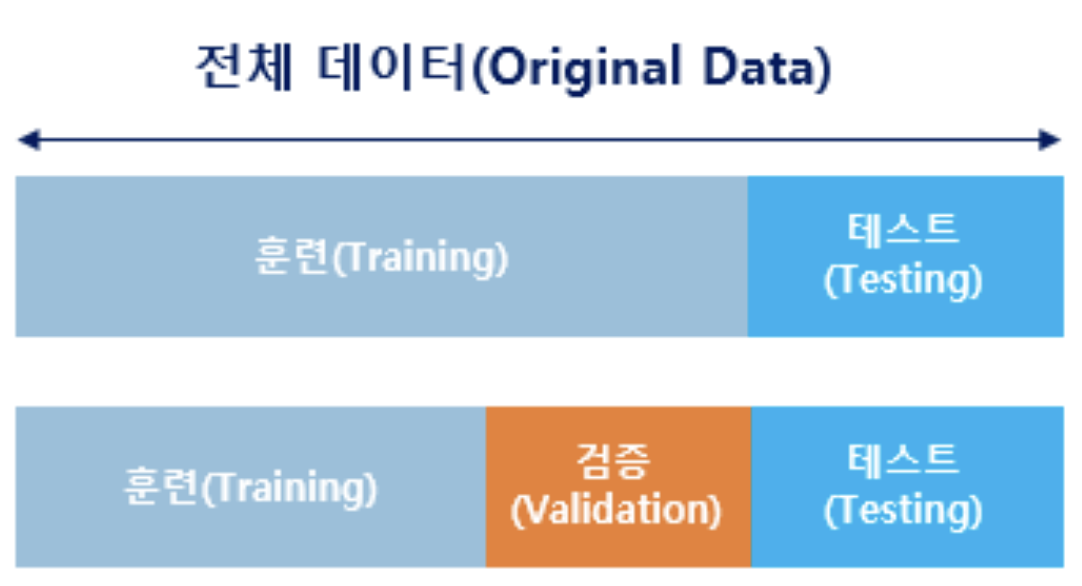 전체 데이터(Original Data)
훈련(Training)
테스트
(Testing)
훈련(Training)
검증
(Validation)
테스트
(Testing)